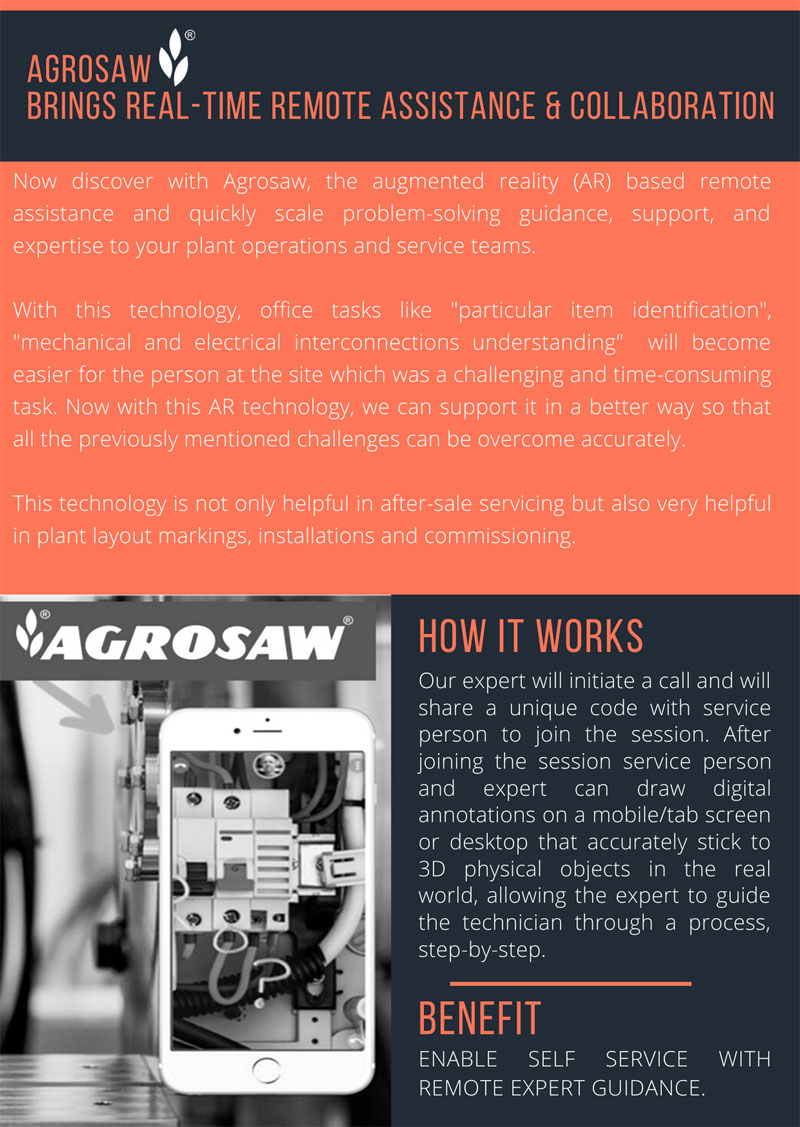 AGROSAW ®
BRINGS REAL-TIME REMOTE ASSISTANCE & COLLABORATION
Now discover with Agrosaw, the augmented reality (AR) based remote
assistance and quickly scale problem-solving guidance, support, and
expertise to your plant operations and service teams.
With this technology, office tasks like "particular item identification",
"mechanical and electrical interconnections understanding" will become
easier for the person at the site which was a challenging and time-consuming
task. Now with this AR technology, we can support it in a better way so that
all the previously mentioned challenges can be overcome accurately.
This technology is not only helpful in after-sale servicing but also very helpful
in plant layout markings, installations and commissioning.
® AGROSAW ®
HOW IT WORKS
Our expert will initiate a call and will
share a unique code with service
person to join the session. After
joining the session service person
and expert can draw digital
annotations on a mobile/tab screen
or desktop that accurately stick to
3D physical objects in the real
world, allowing the expert to guide
the technician through a process,
step-by-step.
BENEFIT
ENABLE SELF SERVICE WITH
REMOTE EXPERT GUIDANCE.
?